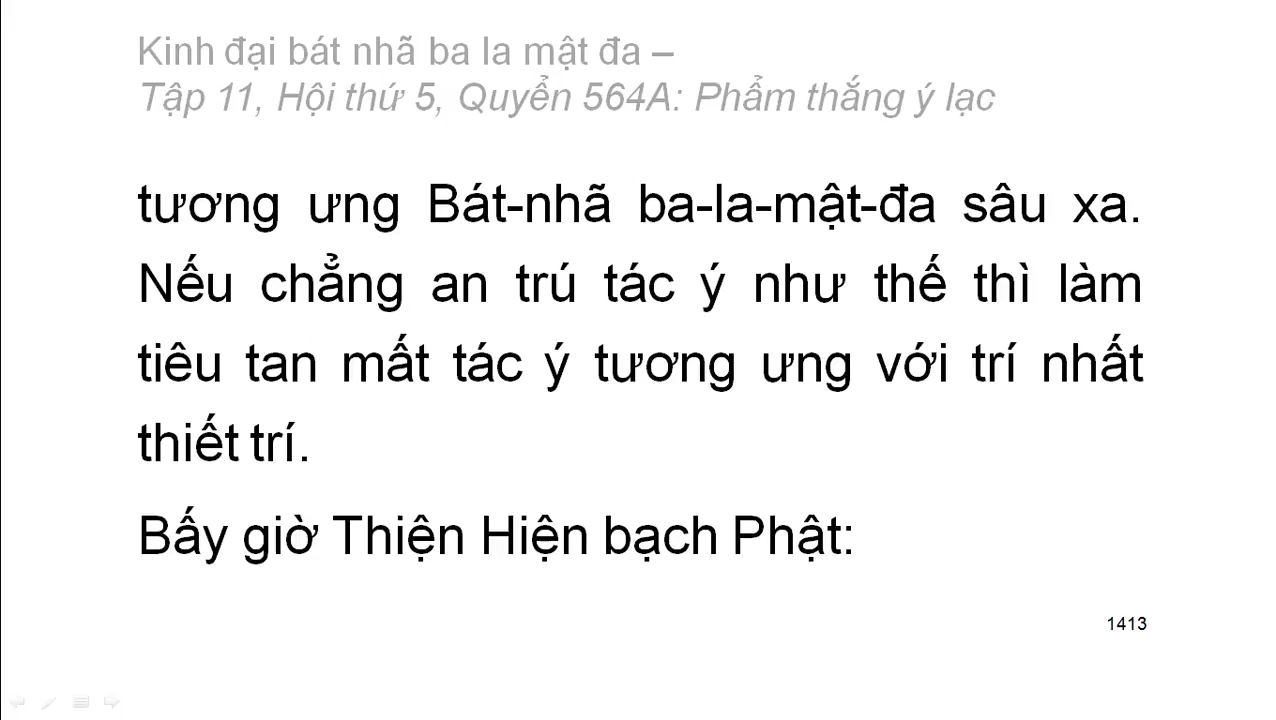 Kinh đại bát nhã ba la mật đa –
Tập 11, Hội thứ 5, Quyển 564A: Phẩm thắng ý lạc
tương ưng Bát-nhã ba-la-mật-đa sâu xa.
Nếu chẳng an trú tác ý như thế thì làm
tiêu tan mất tác ý tương ưng với trí nhất
thiết trí.
Bấy giờ Thiện Hiện bạch Phật:
1413